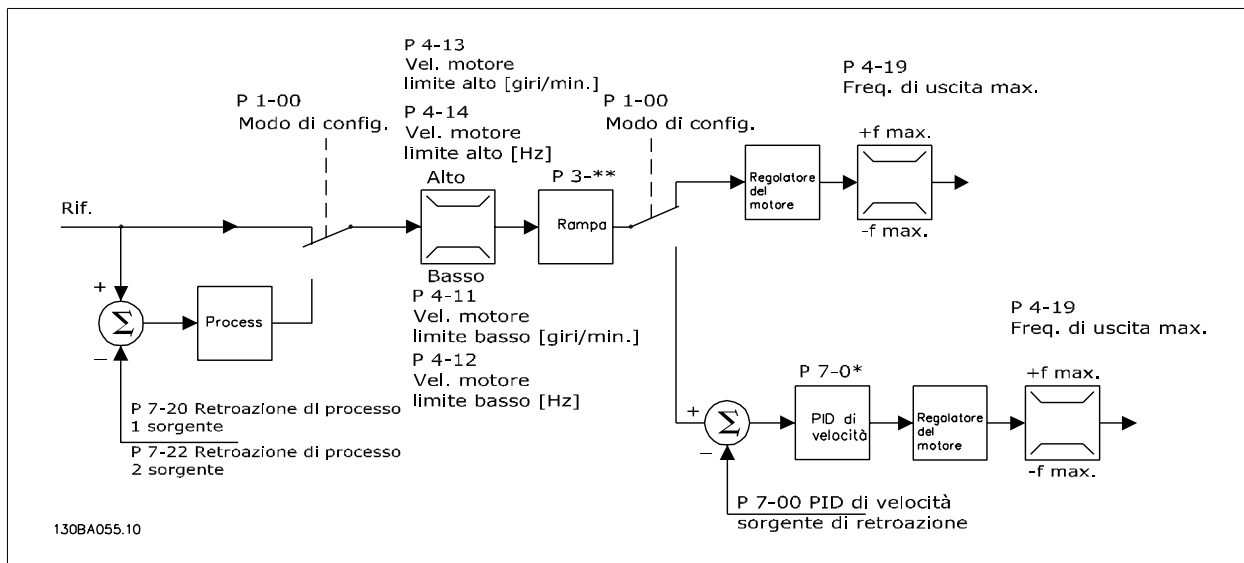 P 4-13
Vel. motore
limite alto [giri/min.]
P 4-14
Vel. motore
limite alto [Hz]
P 1-00
Modo di config.
P 1-00
Modo di config.
P 4-19
Freq. di uscita max.
+f max.
Alto
P 3-**
Regolatore
del
motore
Rif.
Rampa
-f max.
Basso
P 4-11
Vel. motore
limite basso [giri/min.]
P 4-12
Vel. motore
limite basso [Hz]
+
Σ
Process
−
P 7-20 Retroazione di processo
1 sorgente
P 7-22 Retroazione di processo
2 sorgente
P 4-19
Freq. di uscita max.
P 7-0*
+f max.
+
Σ
PID di
velocità
Regolatore
del
motore
−
-f max.
P 7-00 PID di velocità
sorgente di retroazione
130BA055.10